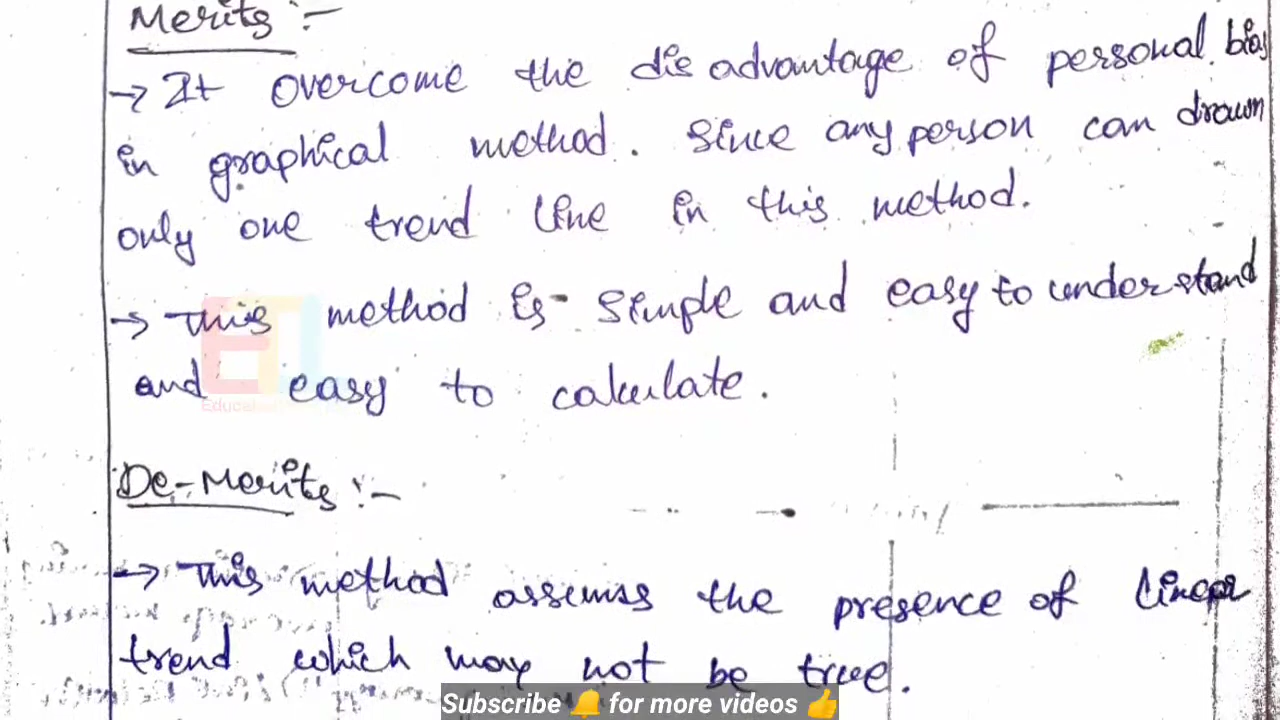 Merits :-
→ It overcome the dis advantage of personal bias
in graphical method. Since any person can drawn
only one trend line in this method.
→ This method is simple and easy to understand
and easy to calculate.
De-Merits :-
→ This method assumes the presence of linear
trend which may not be true.
Subscribe 🔔 for more videos 👍